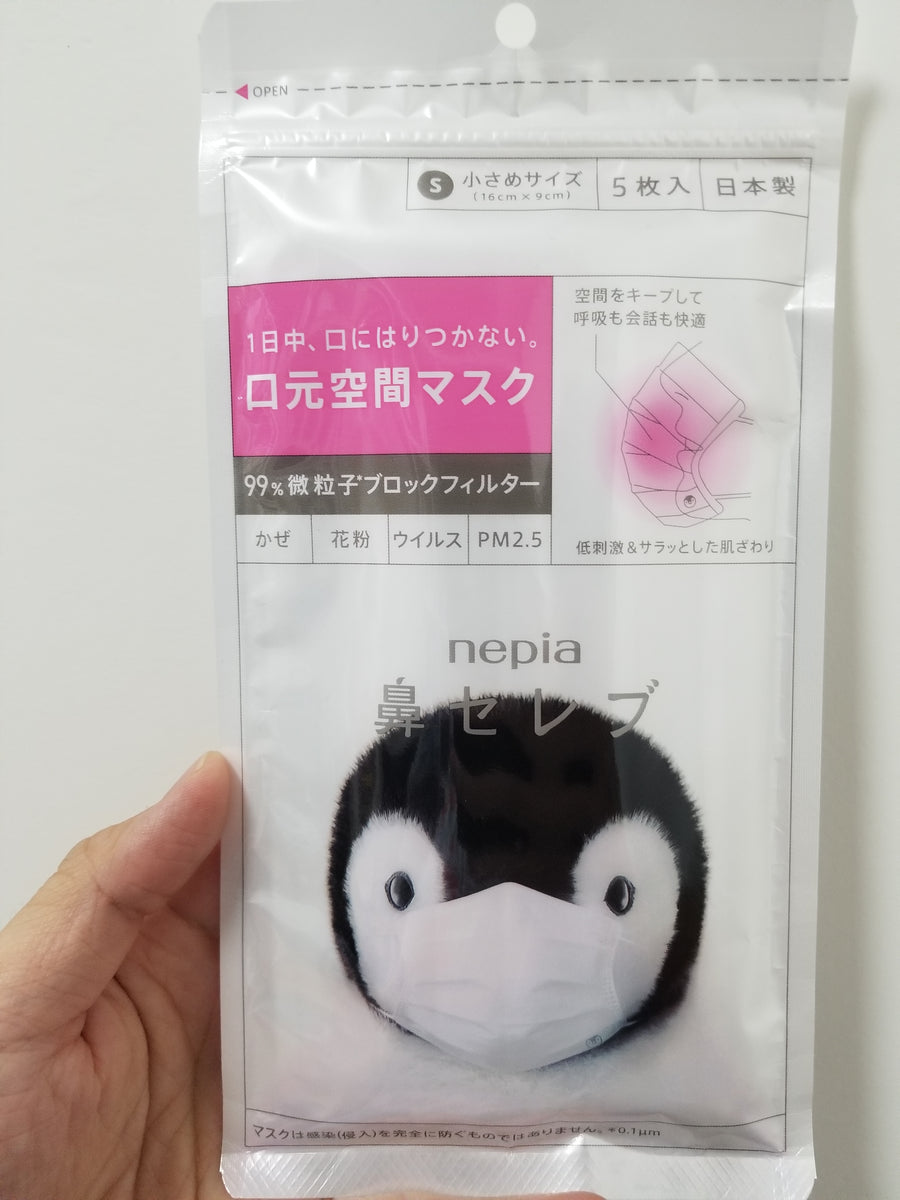 OPEN
S 小さめサイズ 5枚入 日本製
(16cm×9cm)
1日中、口にはりつかない。
口元空間マスク
99%微粒子*ブロックフィルター
かぜ 花粉 ウイルス PM2.5
空間をキープして
呼吸も会話も快適
低刺激&サラッとした肌ざわり
nepia
鼻セレブ
マスクは感染(侵入)を完全に防ぐものではありません。*0.1μm